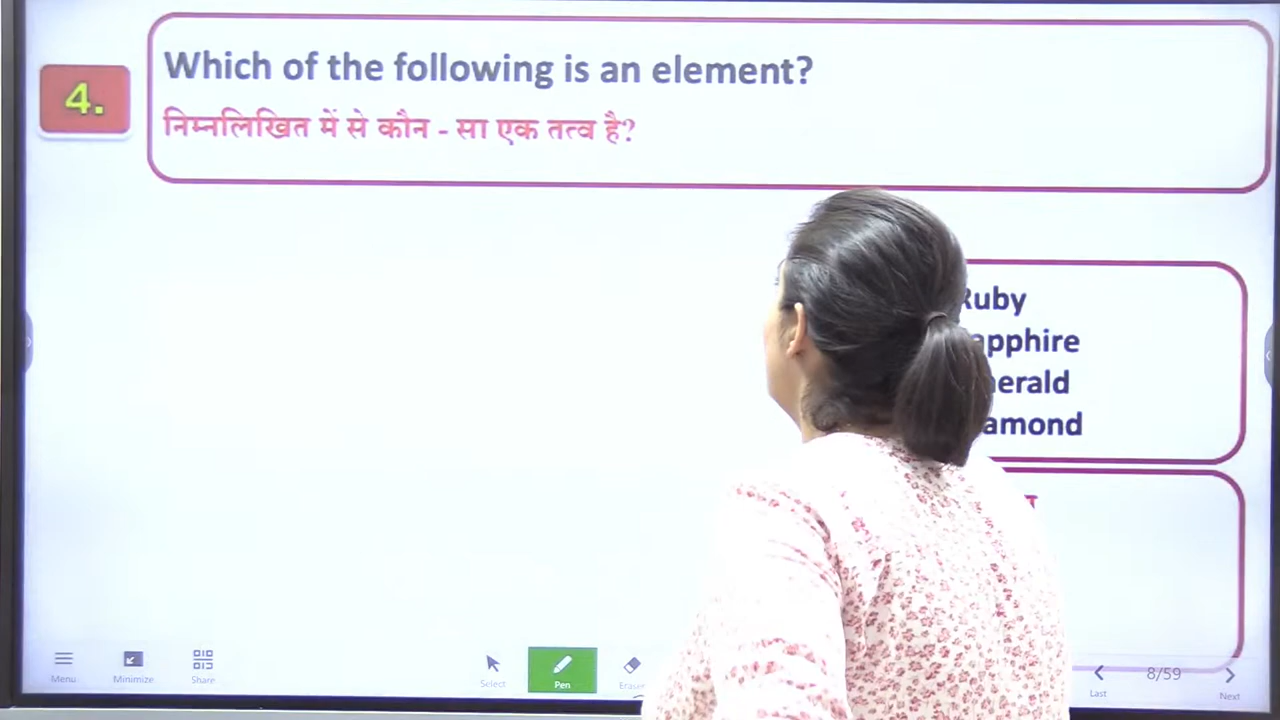 4.
Which of the following is an element?
निम्नलिखित में से कौन - सा एक तत्व है?
Ruby
apphire
erald
amond
Menu
Minimize
Share
Select
Pen
Eraser
Last
8/59
Next